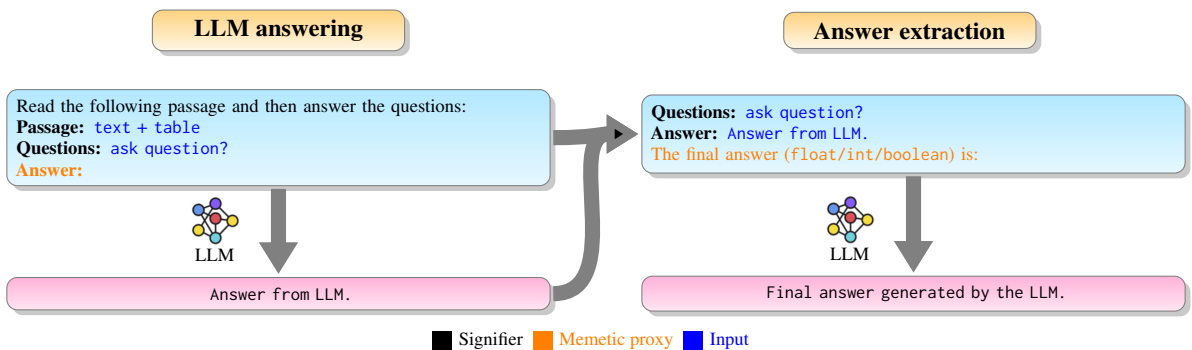 LLM answering
Read the following passage and then answer the questions:
Passage: text + table
Questions: ask question?
Answer:
LLM
Answer from LLM.
Answer extraction
Questions: ask question?
Answer: Answer from LLM.
The final answer (float/int/boolean) is:
LLM
Final answer generated by the LLM.
Signifier Memetic proxy Input